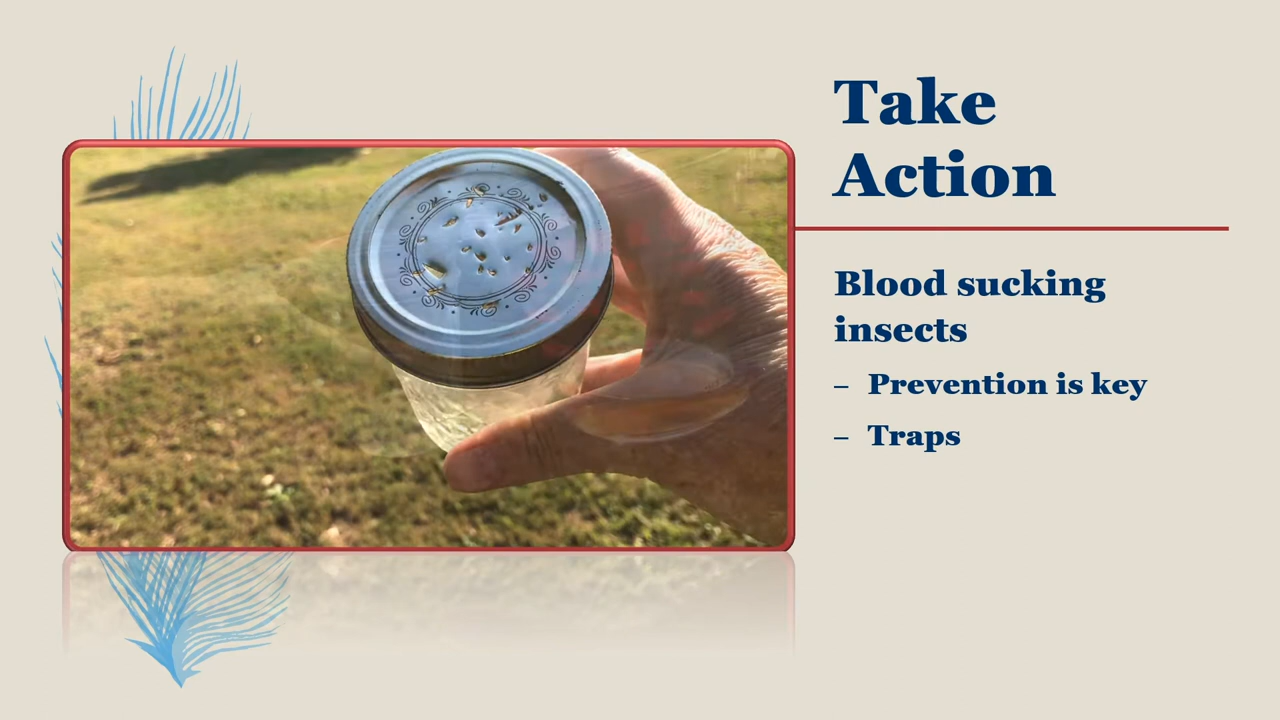 Take
Action
Blood sucking
insects
– Prevention is key
– Traps